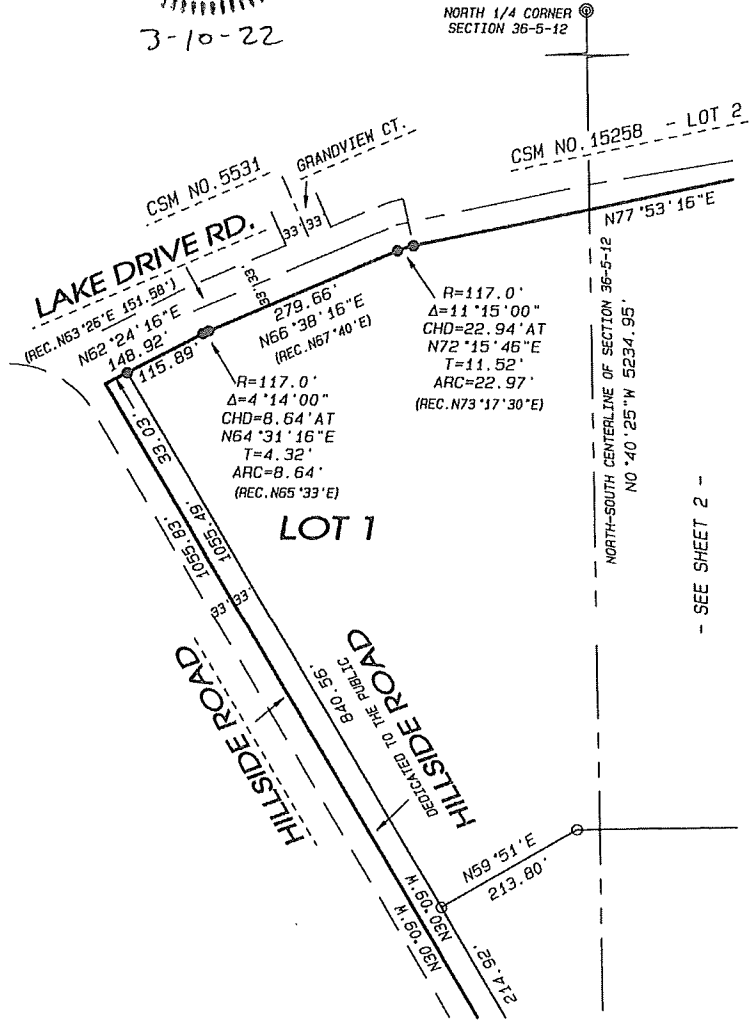 3-10-22
NORTH 1/4 CORNER
SECTION 36-5-12
CSM NO. 5531
GRANDVIEW CT.
CSM NO. 15258 - LOT 2
LAKE DRIVE RD.
33' 33'
33' 33'
N77°53'16"E
(REC. N63°26'E 151.58')
N62°24'16"E
148.92'
115.89'
279.66'
N66°38'16"E
(REC. N67°40'E)
R=117.0'
Δ=11°15'00"
CHD=22.94'AT
N72°15'46"E
T=11.52'
ARC=22.97'
(REC. N73°17'30"E)
R=117.0'
Δ=4°14'00"
CHD=8.64'AT
N64°31'16"E
T=4.32'
ARC=8.64'
(REC. N65°33'E)
NORTH-SOUTH CENTERLINE OF SECTION 36-5-12
N0°40'25"W 5234.95'
33.03'
1055.49'
1055.83'
33' 33'
LOT 1
- SEE SHEET 2 -
HILLSIDE ROAD
840.56'
DEDICATED TO THE PUBLIC
HILLSIDE ROAD
N59°51'E
213.80'
N30°09'W
N30°09'W
214.92'